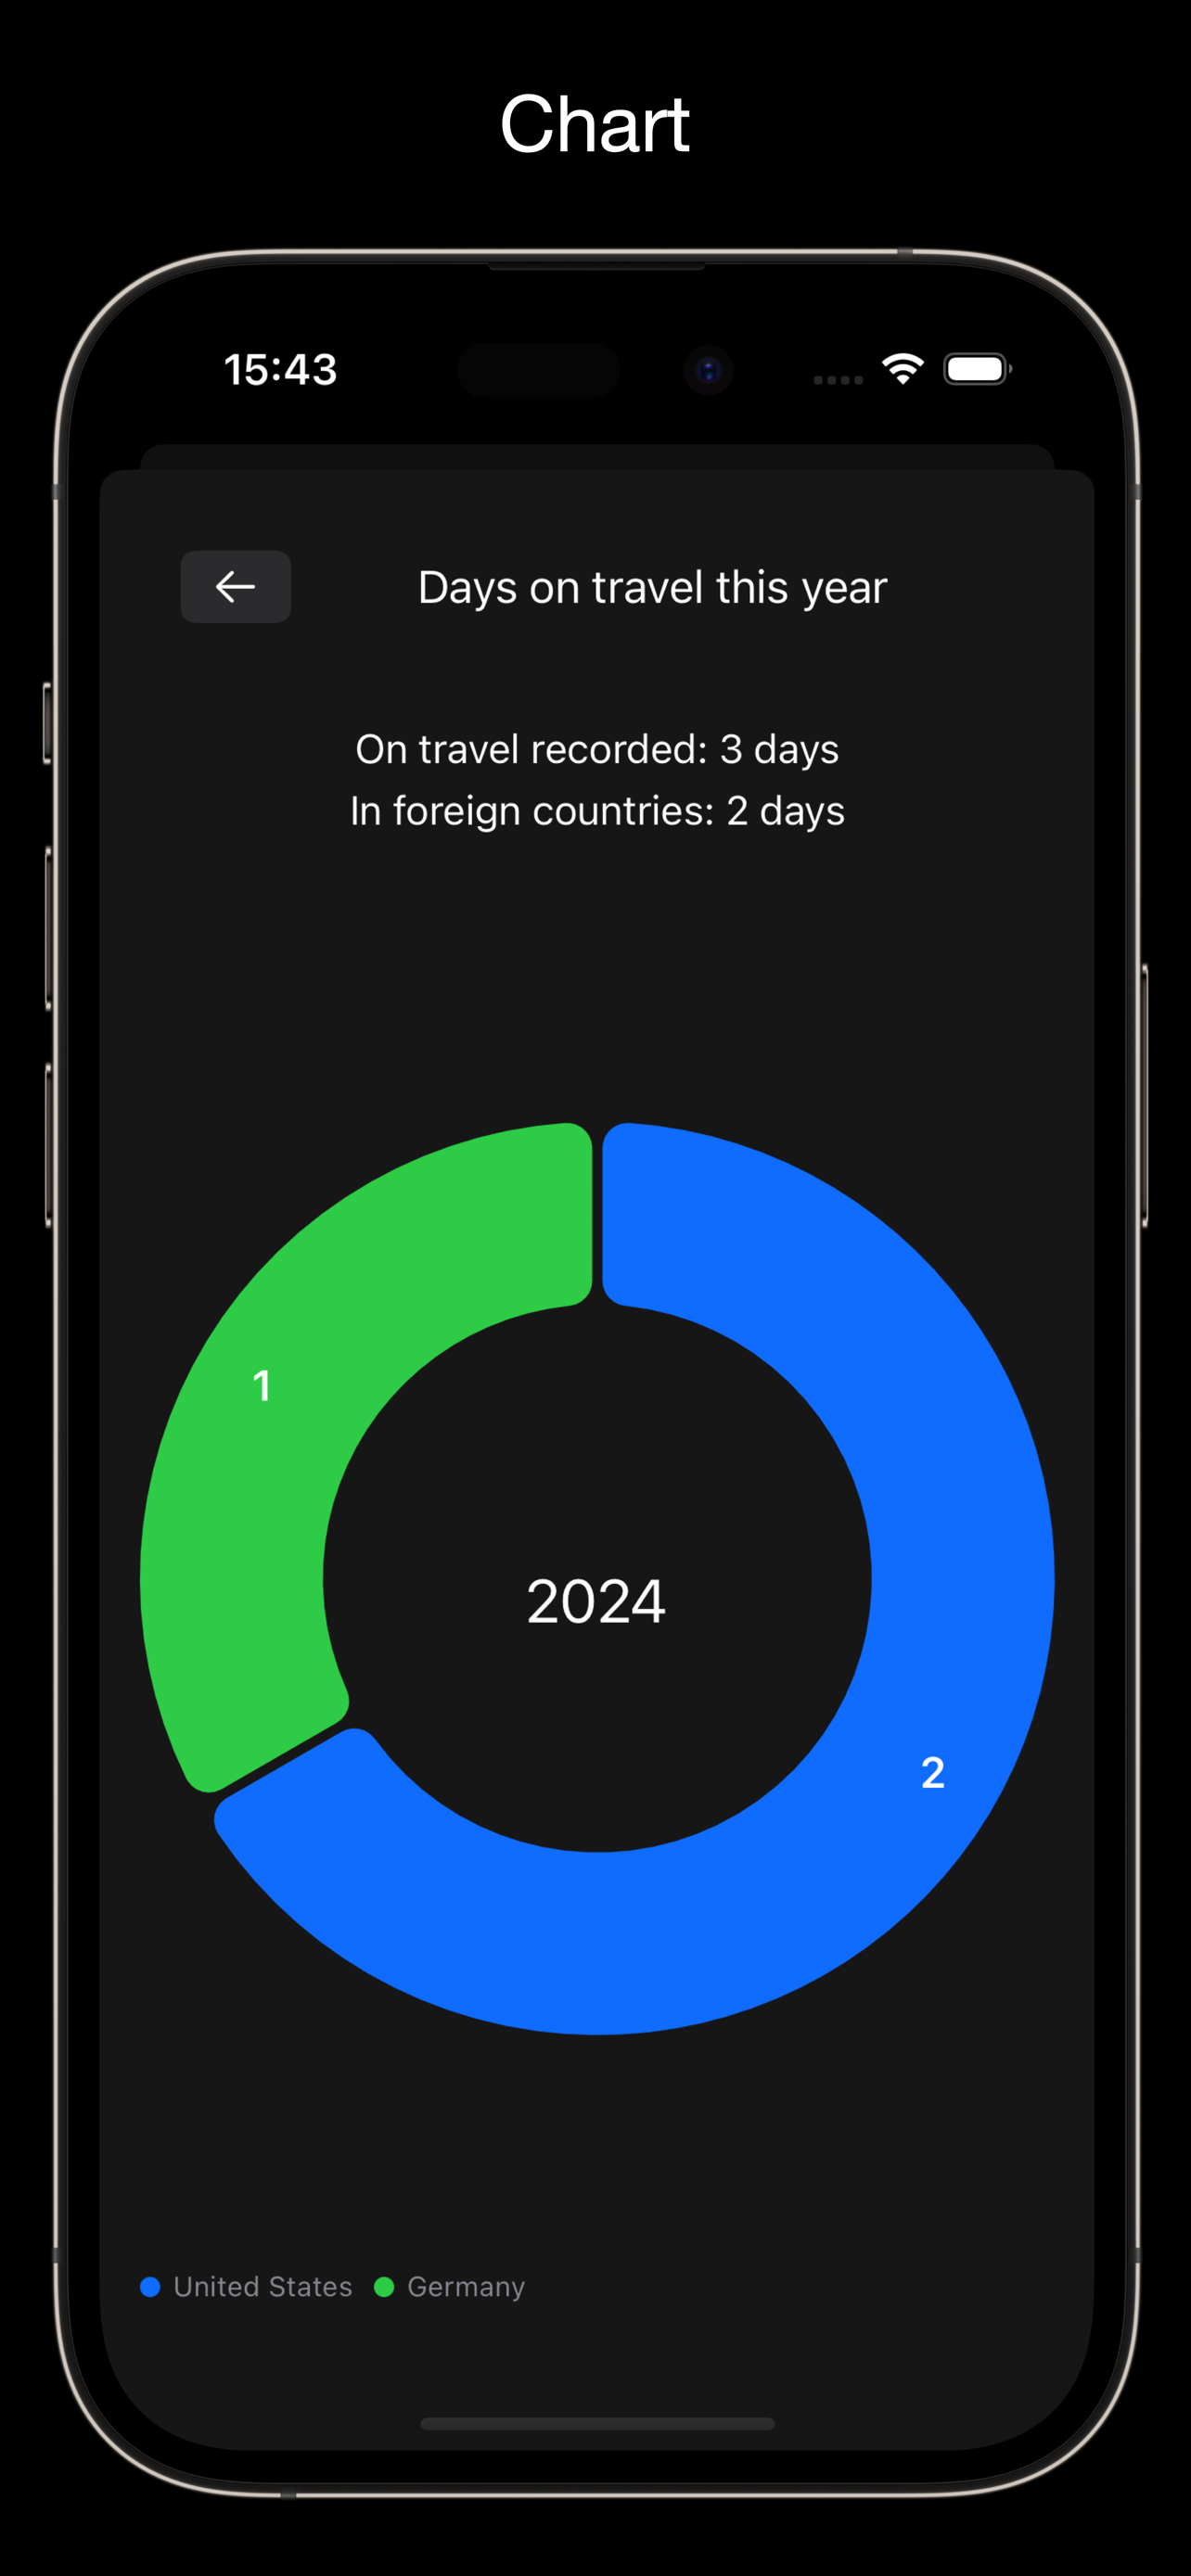 Chart
15:43
Days on travel this year
On travel recorded: 3 days
In foreign countries: 2 days
1
2024
2
United States Germany